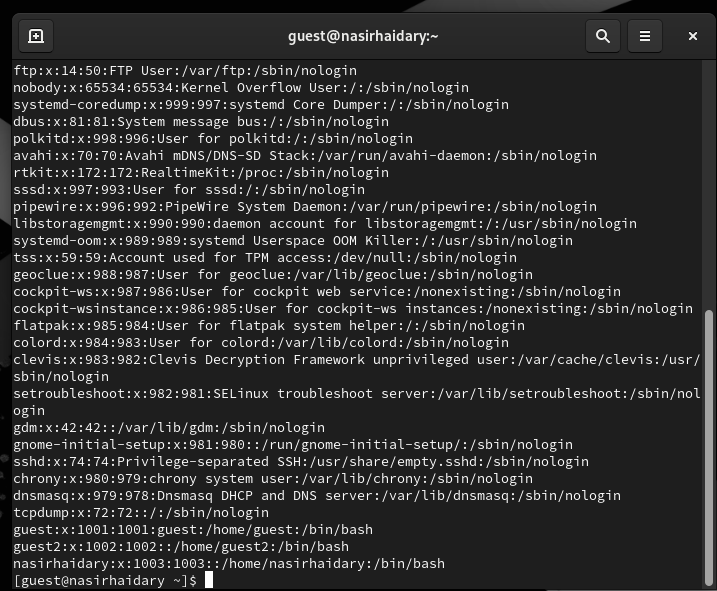 guest@nasirhaidary:~
ftp:x:14:50:FTP User:/var/ftp:/sbin/nologin
nobody:x:65534:65534:Kernel Overflow User:/:/sbin/nologin
systemd-coredump:x:999:997:systemd Core Dumper:/:/sbin/nologin
dbus:x:81:81:System message bus:/:/sbin/nologin
polkitd:x:998:996:User for polkitd:/:/sbin/nologin
avahi:x:70:70:Avahi mDNS/DNS-SD Stack:/var/run/avahi-daemon:/sbin/nologin
rtkit:x:172:172:RealtimeKit:/proc:/sbin/nologin
sssd:x:997:993:User for sssd:/:/sbin/nologin
pipewire:x:996:992:PipeWire System Daemon:/var/run/pipewire:/sbin/nologin
libstoragemgmt:x:990:990:daemon account for libstoragemgmt:/:/usr/sbin/nologin
systemd-oom:x:989:989:systemd Userspace OOM Killer:/:/usr/sbin/nologin
tss:x:59:59:Account used for TPM access:/dev/null:/sbin/nologin
geoclue:x:988:987:User for geoclue:/var/lib/geoclue:/sbin/nologin
cockpit-ws:x:987:986:User for cockpit web service:/nonexisting:/sbin/nologin
cockpit-wsinstance:x:986:985:User for cockpit-ws instances:/nonexisting:/sbin/nologin
flatpak:x:985:984:User for flatpak system helper:/:/sbin/nologin
colord:x:984:983:User for colord:/var/lib/colord:/sbin/nologin
clevis:x:983:982:Clevis Decryption Framework unprivileged user:/var/cache/clevis:/usr/
sbin/nologin
setroubleshoot:x:982:981:SELinux troubleshoot server:/var/lib/setroubleshoot:/sbin/nol
ogin
gdm:x:42:42::/var/lib/gdm:/sbin/nologin
gnome-initial-setup:x:981:980::/run/gnome-initial-setup/:/sbin/nologin
sshd:x:74:74:Privilege-separated SSH:/usr/share/empty.sshd:/sbin/nologin
chrony:x:980:979:chrony system user:/var/lib/chrony:/sbin/nologin
dnsmasq:x:979:978:Dnsmasq DHCP and DNS server:/var/lib/dnsmasq:/sbin/nologin
tcpdump:x:72:72::/:/sbin/nologin
guest:x:1001:1001:guest:/home/guest:/bin/bash
guest2:x:1002:1002::/home/guest2:/bin/bash
nasirhaidary:x:1003:1003::/home/nasirhaidary:/bin/bash
[guest@nasirhaidary ~]$